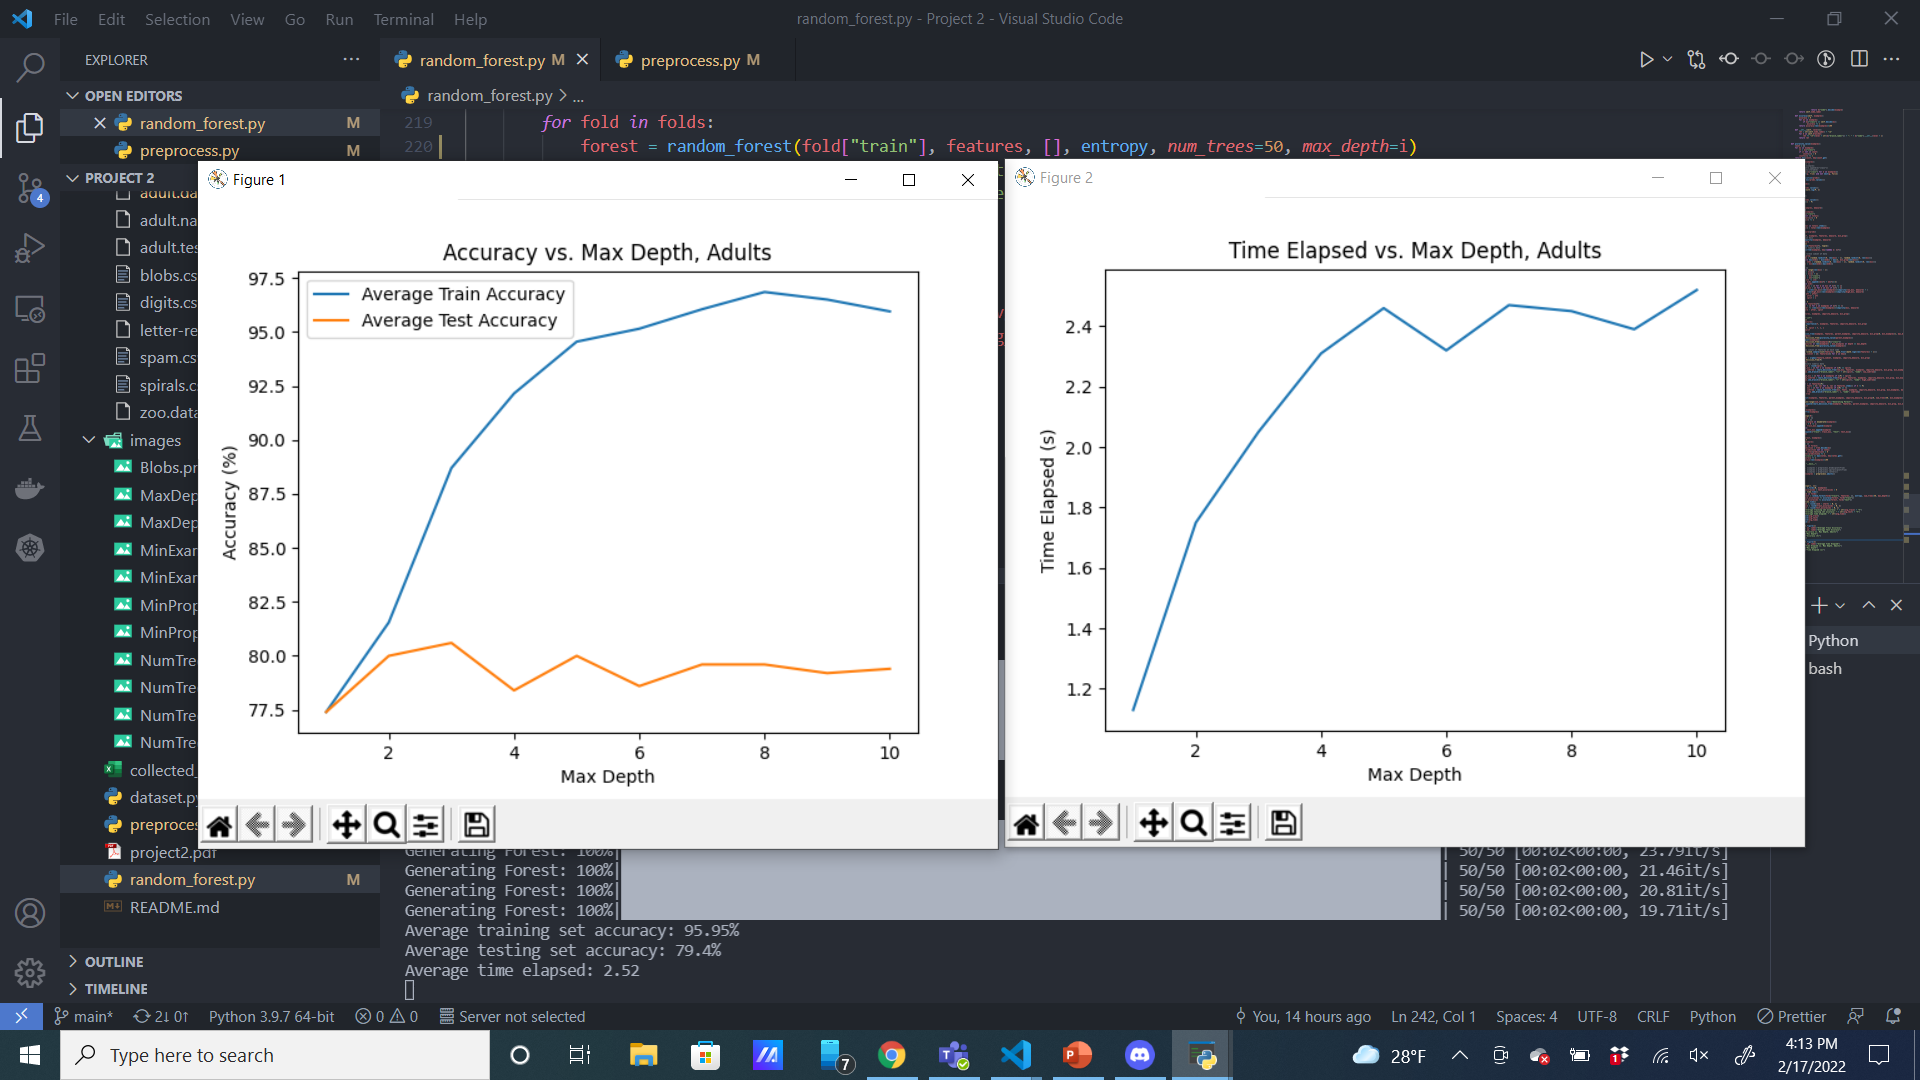 File Edit Selection View Go Run Terminal Help
random_forest.py - Project 2 - Visual Studio Code
EXPLORER
OPEN EDITORS
random_forest.py M
preprocess.py M
PROJECT 2
adult.da
adult.na
adult.tes
blobs.cs
digits.cs
letter-re
spam.cs
spirals.c
zoo.data
images
Blobs.pr
MaxDep
MaxDep
MinExar
MinExar
MinProp
MinProp
NumTre
NumTre
NumTre
NumTre
collected_
dataset.py
preproces
project2.pdf
random_forest.py M
README.md
OUTLINE
TIMELINE
random_forest.py M
preprocess.py M
random_forest.py > ...
219 for fold in folds:
220 forest = random_forest(fold["train"], features, [], entropy, num_trees=50, max_depth=i)
Figure 1
Accuracy vs. Max Depth, Adults
Average Train Accuracy
Average Test Accuracy
Accuracy (%)
97.5
95.0
92.5
90.0
87.5
85.0
82.5
80.0
77.5
2 4 6 8 10
Max Depth
Figure 2
Time Elapsed vs. Max Depth, Adults
Time Elapsed (s)
2.4
2.2
2.0
1.8
1.6
1.4
1.2
2 4 6 8 10
Max Depth
Python
bash
Generating Forest: 100%| | 50/50 [00:02<00:00, 23.79it/s]
Generating Forest: 100%| | 50/50 [00:02<00:00, 21.46it/s]
Generating Forest: 100%| | 50/50 [00:02<00:00, 20.81it/s]
Generating Forest: 100%| | 50/50 [00:02<00:00, 19.71it/s]
Average training set accuracy: 95.95%
Average testing set accuracy: 79.4%
Average time elapsed: 2.52
main* 2↓ 0↑ Python 3.9.7 64-bit 0 0 Server not selected
You, 14 hours ago Ln 242, Col 1 Spaces: 4 UTF-8 CRLF Python Prettier
4
Type here to search
7
28°F
1
4:13 PM
2/17/2022